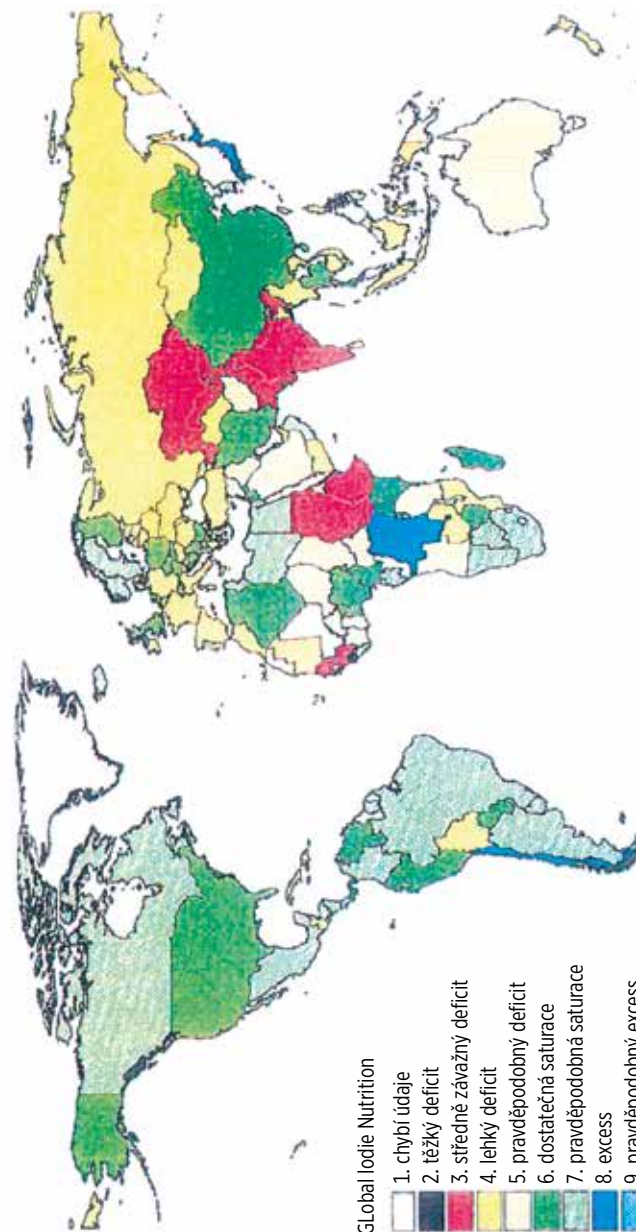 GLobal Iodie Nutrition
1. chybí údaje
2. těžký deficit
3. středně závažný deficit
4. lehký deficit
5. pravděpodobný deficit
6. dostatečná saturace
7. pravděpodobná saturace
8. excess
9. pravděpodobný excess